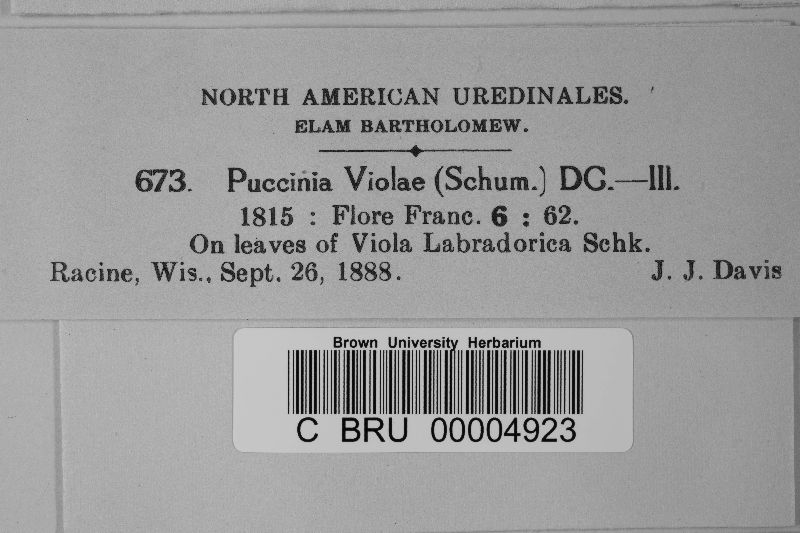 NORTH AMERICAN UREDINALES.
ELAM BARTHOLOMEW.
673. Puccinia Violae (Schum.) DC.—III.
1815 : Flore Franc. 6 : 62.
On leaves of Viola Labradorica Schk.
Racine, Wis., Sept. 26, 1888. J. J. Davis
Brown University Herbarium
C BRU 00004923